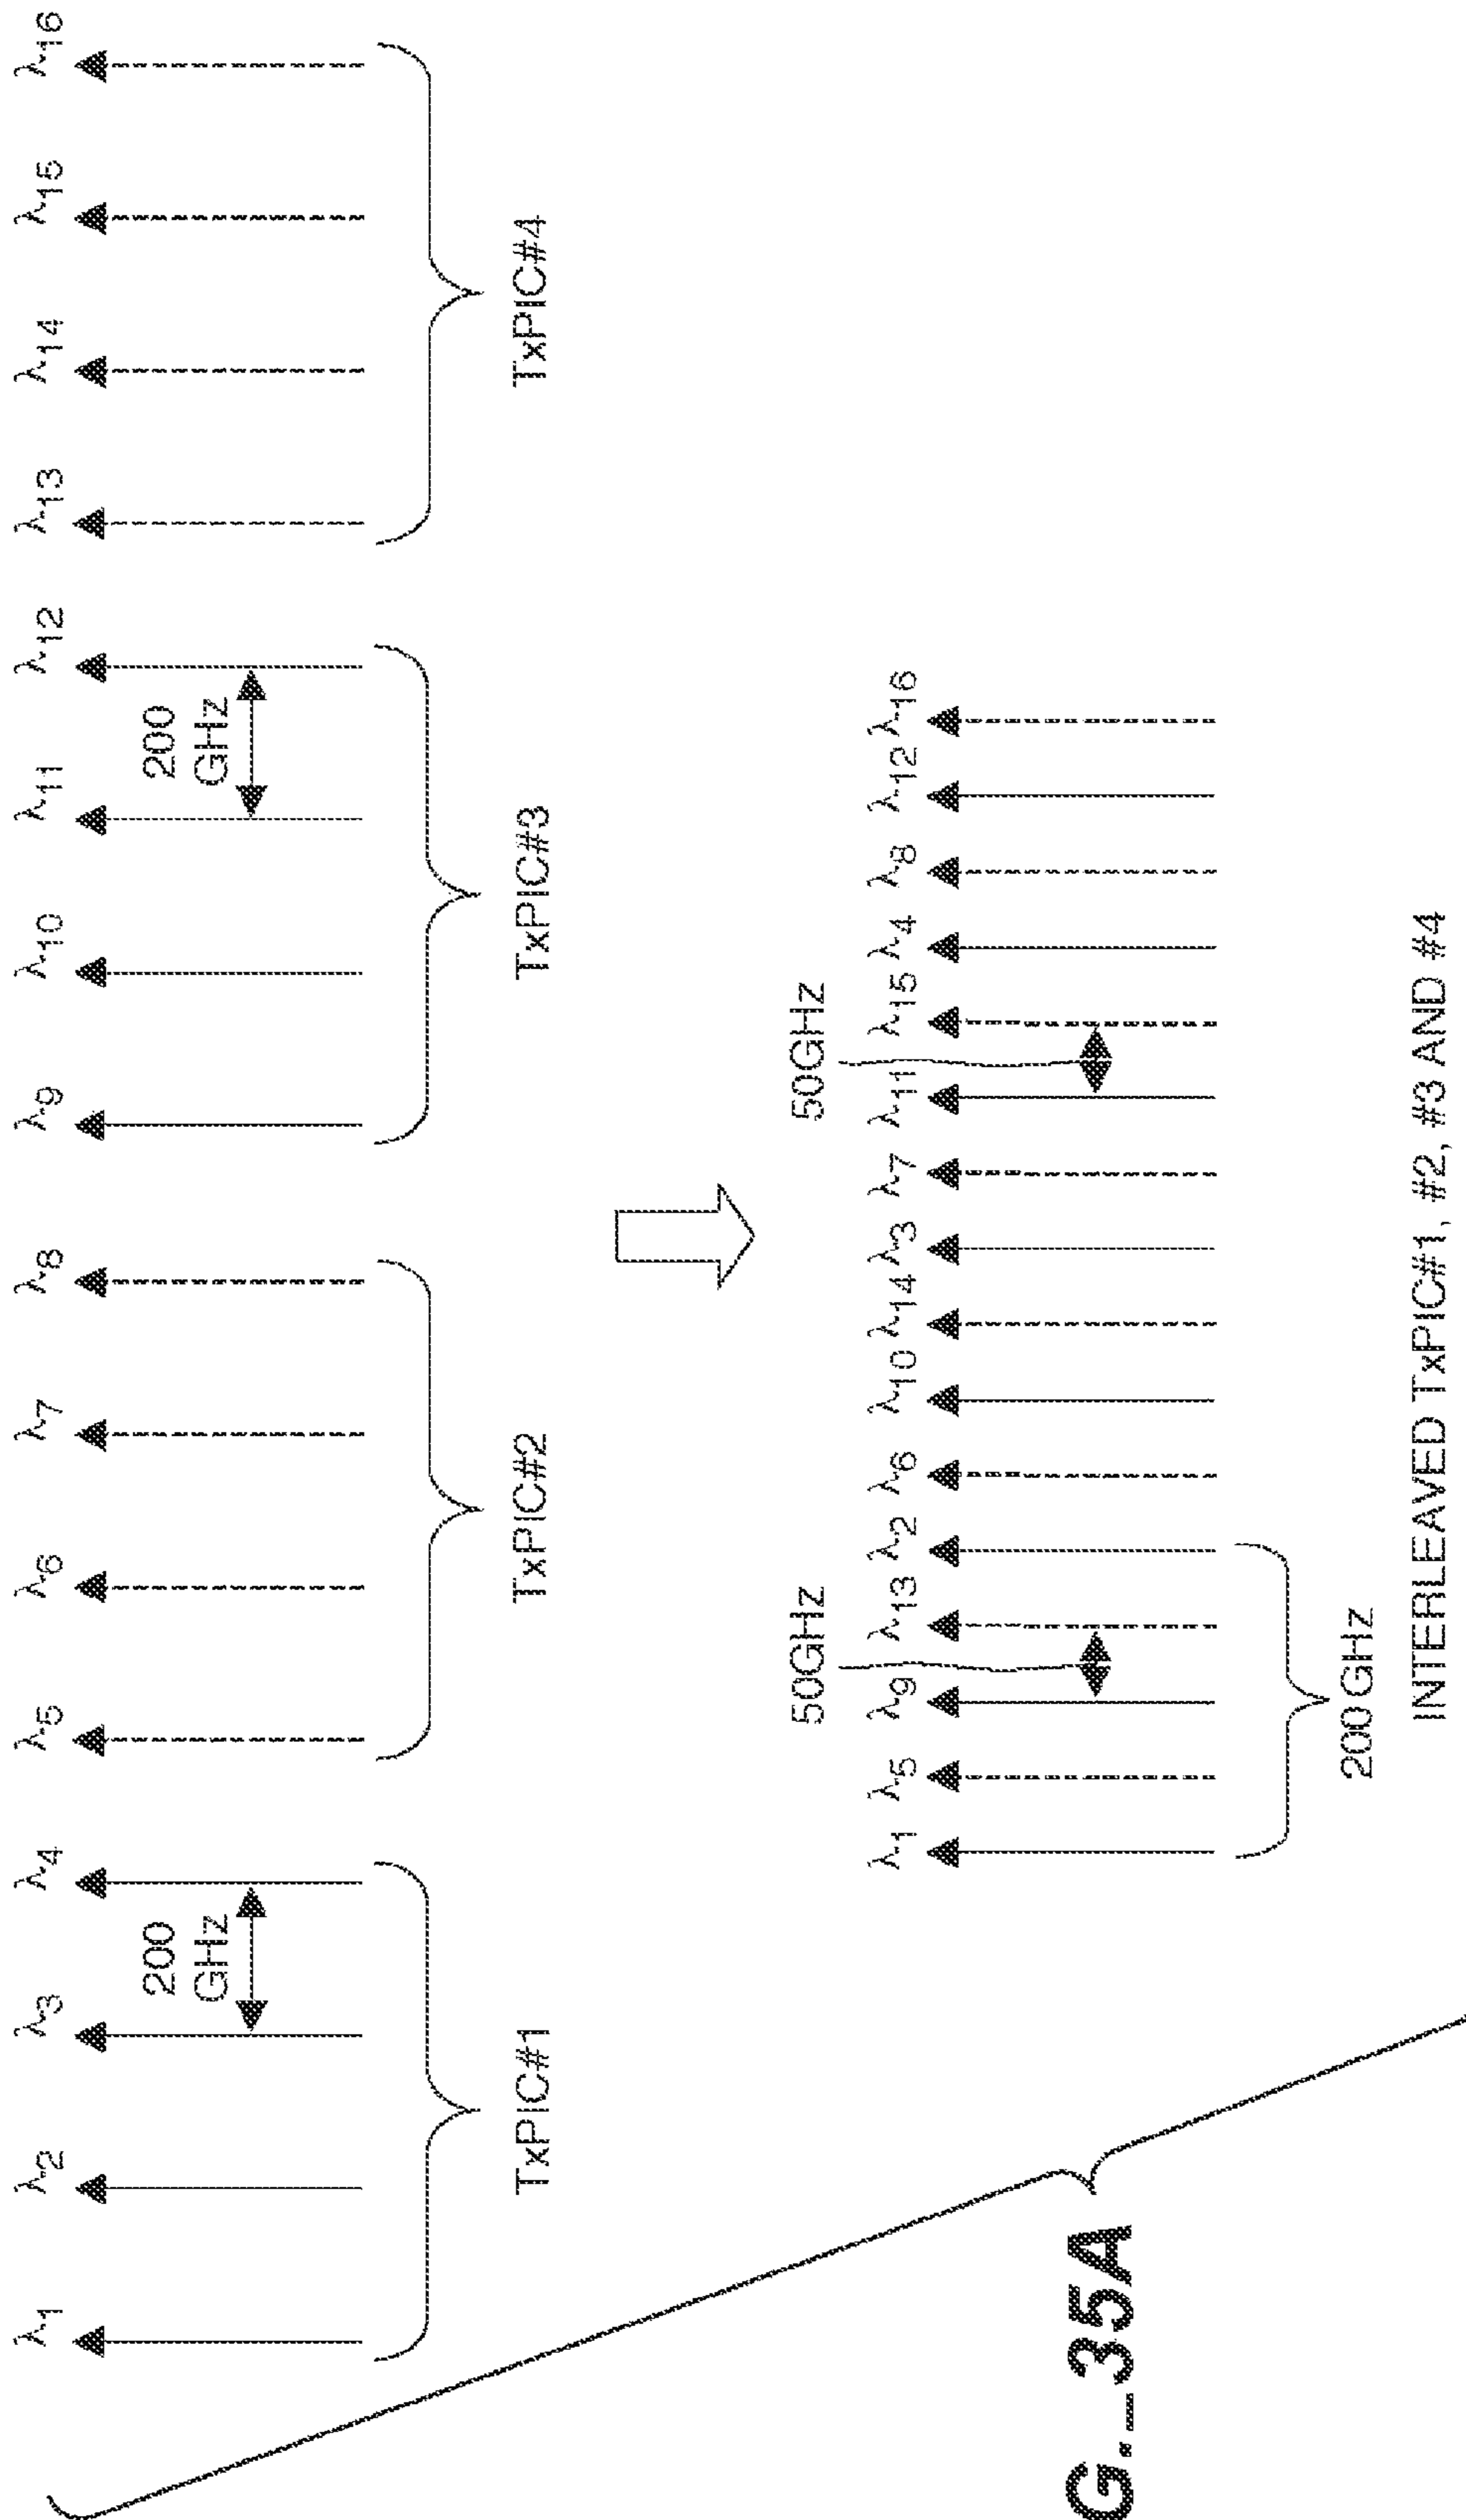 λ1 λ2 λ3 λ4 λ5 λ6 λ7 λ8 λ9 λ10 λ11 λ12 λ13 λ14 λ15 λ16
200
GHz
200
GHz
TxPIC#1 TxPIC#2 TxPIC#3 TxPIC#4
50GHz 50GHz
λ1 λ5 λ9 λ13 λ2 λ6 λ10 λ14 λ3 λ7 λ11 λ15 λ4 λ8 λ12 λ16
200 GHz
INTERLEAVED TxPIC#1, #2, #3 AND #4
G._35A